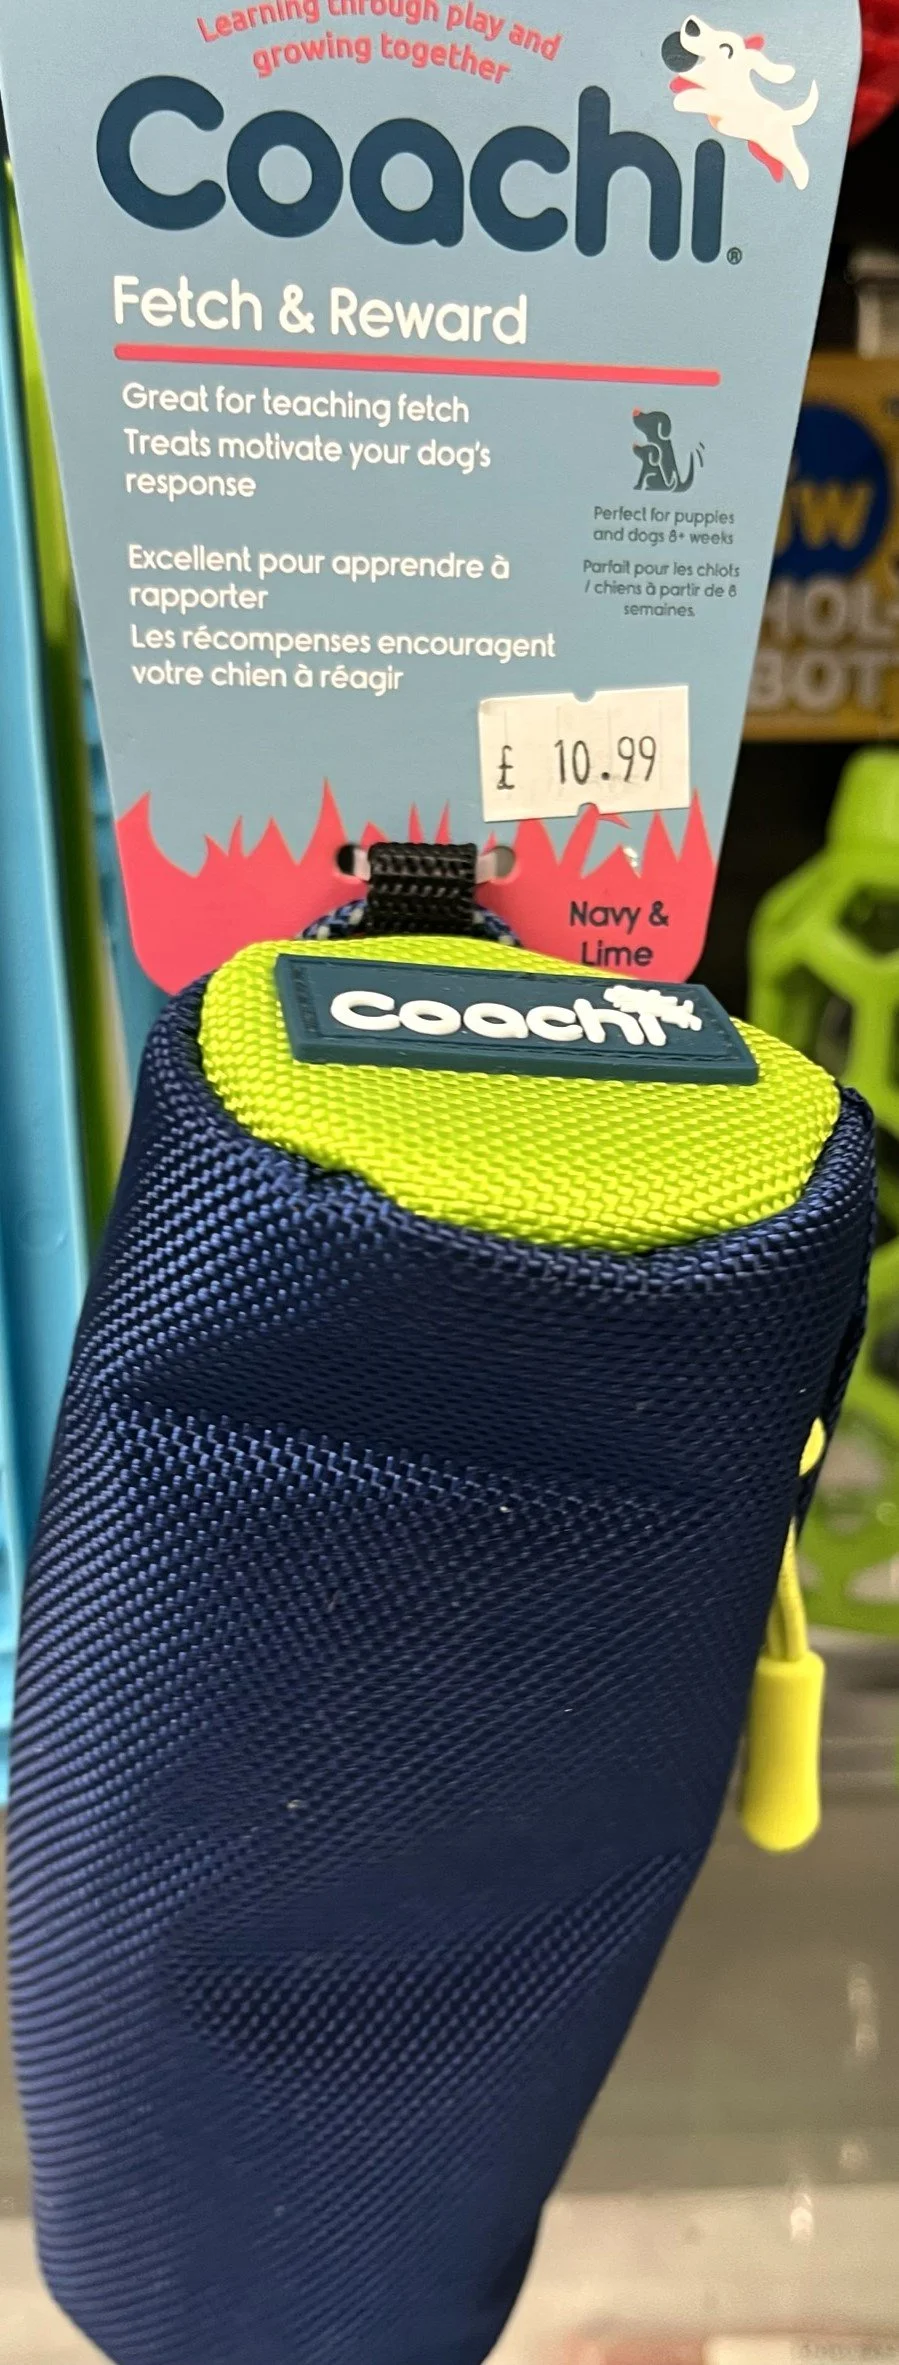 Learning through play and
growing together
Coachi®
Fetch & Reward
Great for teaching fetch
Treats motivate your dog's
response
Perfect for puppies
and dogs 8+ weeks
Excellent pour apprendre à
rapporter
Parfait pour les chiots
/ chiens à partir de 8
semaines.
Les récompenses encouragent
votre chien à réagir
£ 10.99
Navy &
Lime
coachi
HOL-
BOT